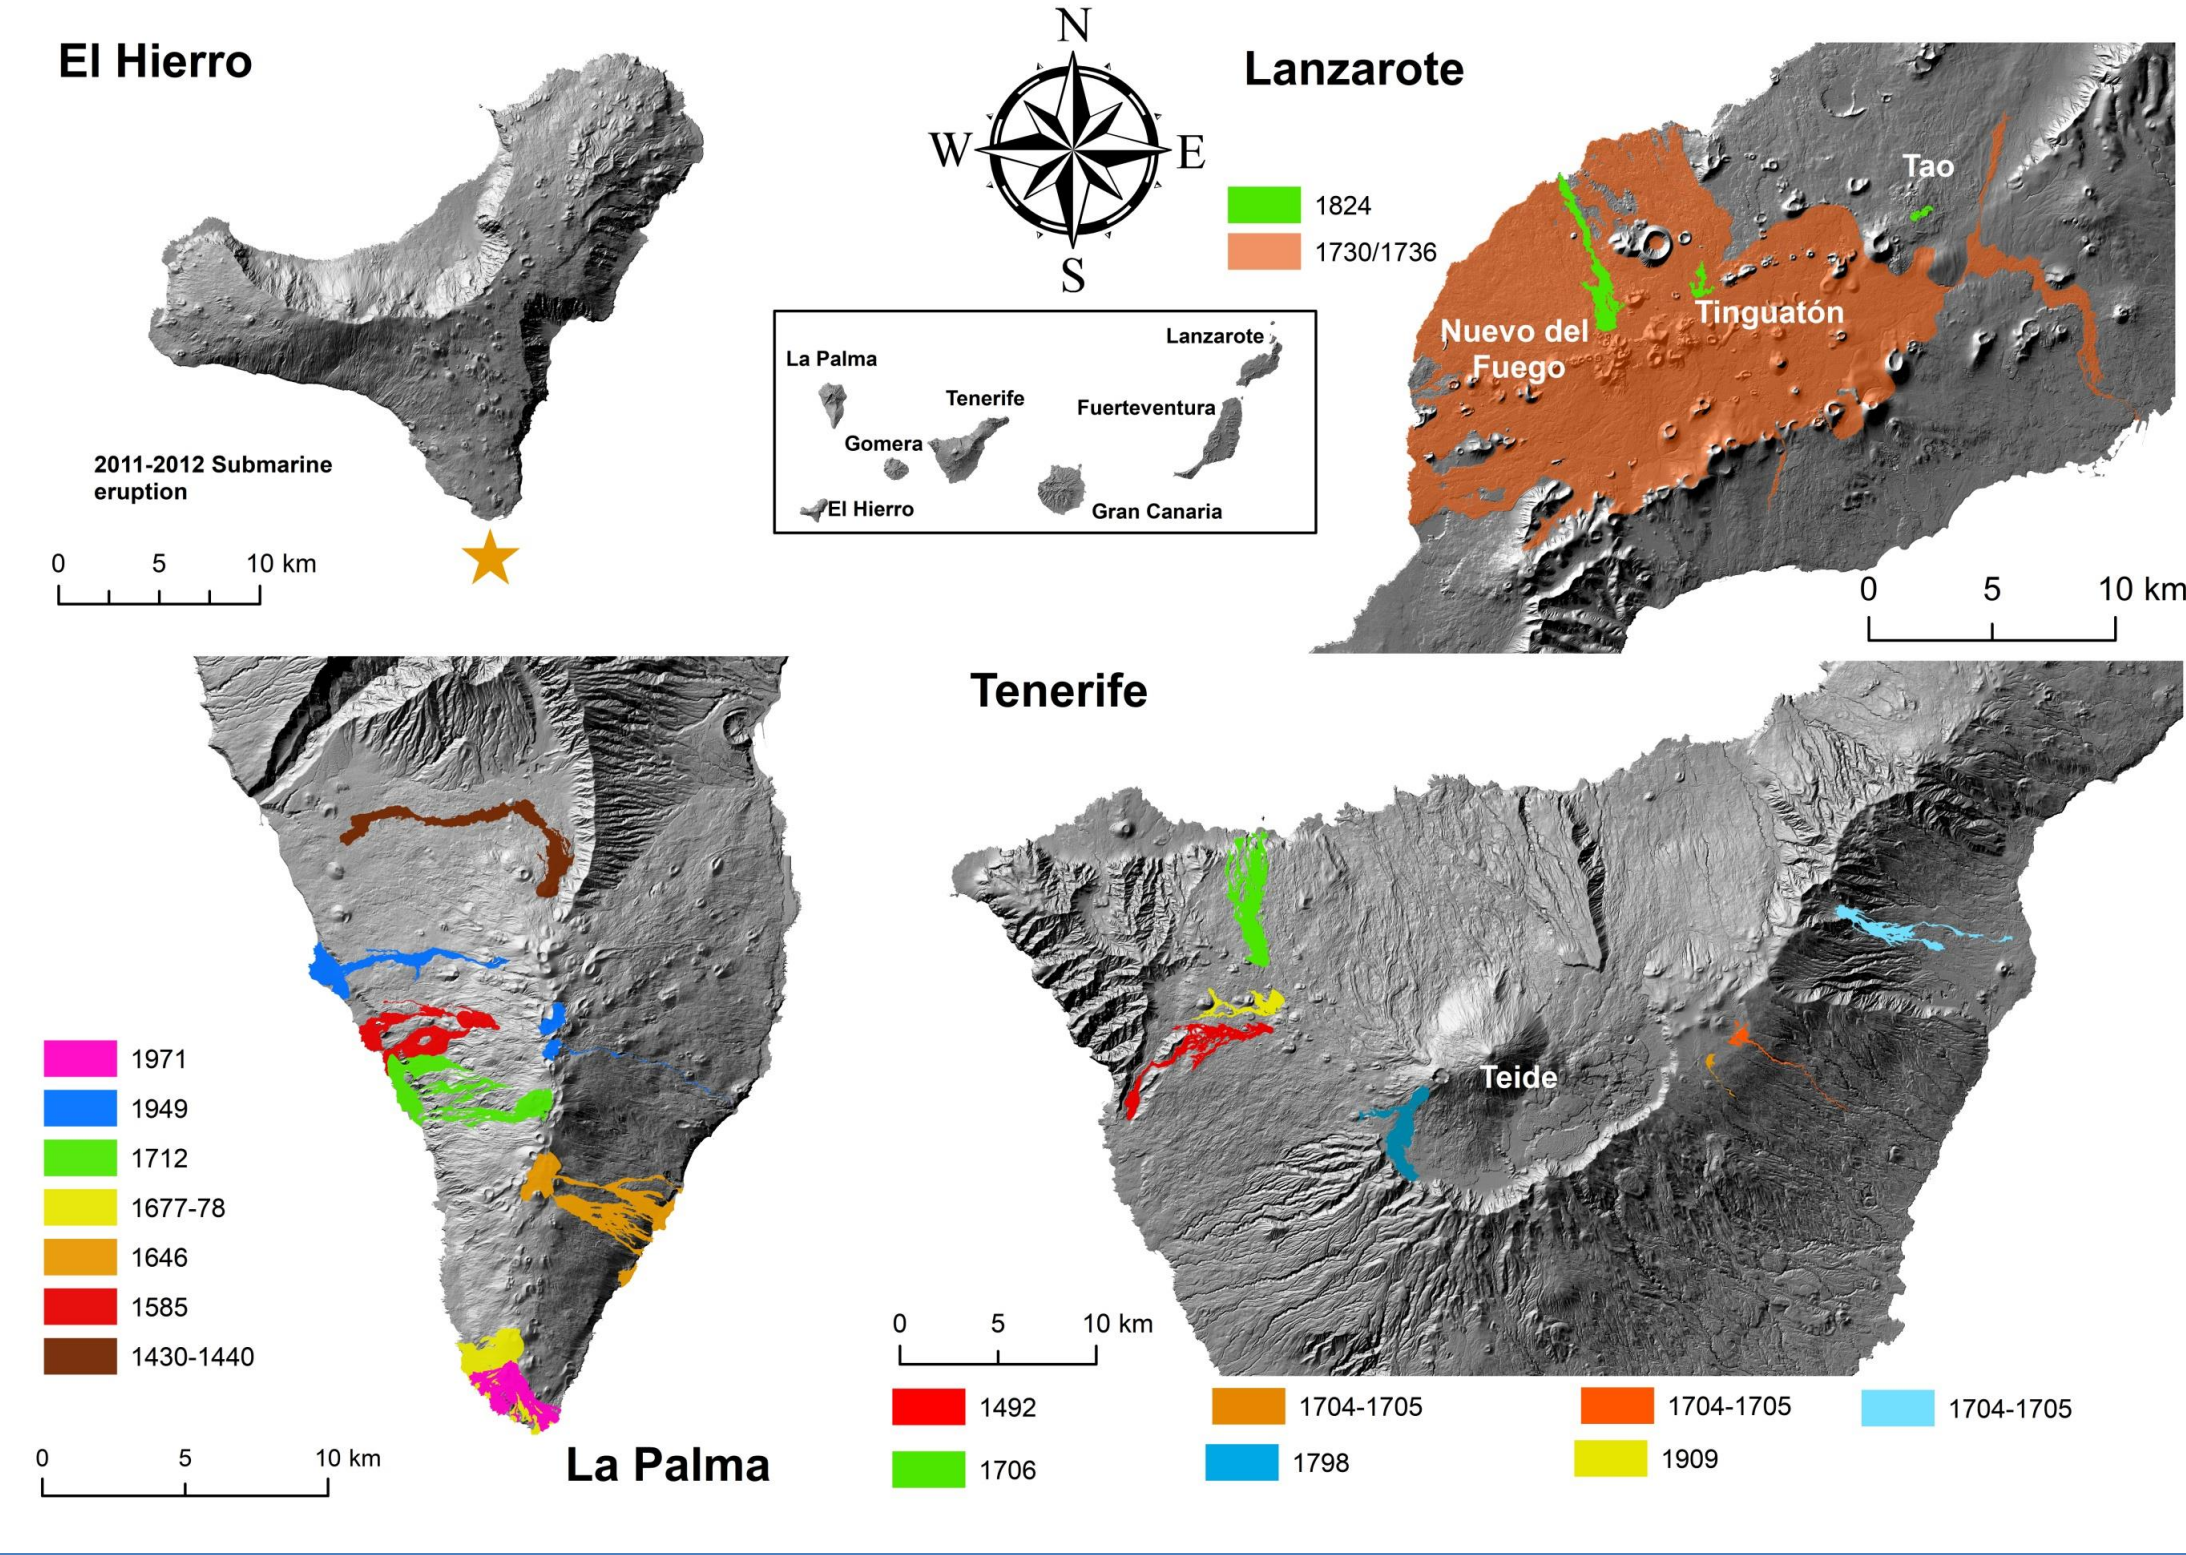 El Hierro
N
W
E
S
Lanzarote
1824
1730/1736
Tao
Tinguatón
Nuevo del
Fuego
0 5 10 km
La Palma
Tenerife
Gomera
El Hierro
Gran Canaria
Fuerteventura
Lanzarote
2011-2012 Submarine
eruption
0 5 10 km
1971
1949
1712
1677-78
1646
1585
1430-1440
0 5 10 km
La Palma
Tenerife
Teide
0 5 10 km
1492
1704-1705
1704-1705
1704-1705
1706
1798
1909